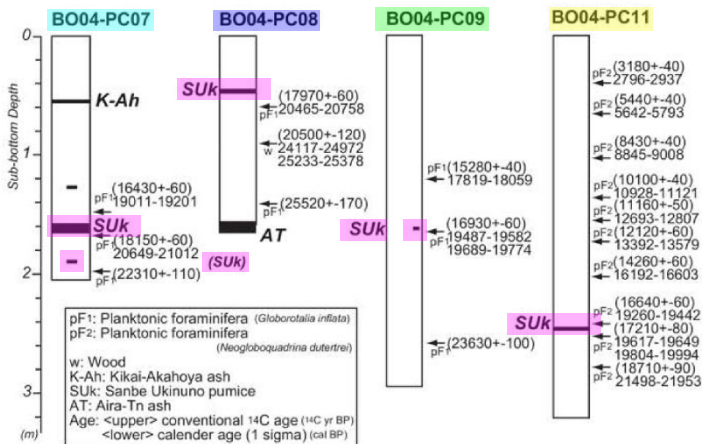 BO04-PC07
BO04-PC08
BO04-PC09
BO04-PC11
Sub-bottom Depth
0
1
2
3
(m)
K-Ah
(16430+-60)
pF1 19011-19201
SUk
(18150+-60)
pF1
20649-21012
(22310+-110)
pF1
SUk
(17970+-60)
pF1 20465-20758
(20500+-120)
w 24117-24972
25233-25378
(25520+-170)
pF1
AT
(SUk)
pF1 (15280+-40)
17819-18059
SUk
(16930+-60)
pF1 19487-19582
19689-19774
(23630+-100)
pF1
pF2 (3180+-40)
2796-2937
(5440+-40)
pF2 5642-5793
(8430+-40)
pF2 8845-9008
(10100+-40)
pF2 10928-11121
(11160+-50)
pF2 12693-12807
(12120+-60)
pF2 13392-13579
(14260+-60)
pF2 16192-16603
(16640+-60)
pF2 19260-19442
SUk
(17210+-80)
19617-19649
pF2 19804-19994
(18710+-90)
pF2 21498-21953
pF1: Planktonic foraminifera (Globorotalia inflata)
pF2: Planktonic foraminifera
(Neogloboquadrina dutertrei)
w: Wood
K-Ah: Kikai-Akahoya ash
SUk: Sanbe Ukinuno pumice
AT: Aira-Tn ash
Age: <upper> conventional 14C age (14C yr BP)
<lower> calender age (1 sigma) (cal BP)